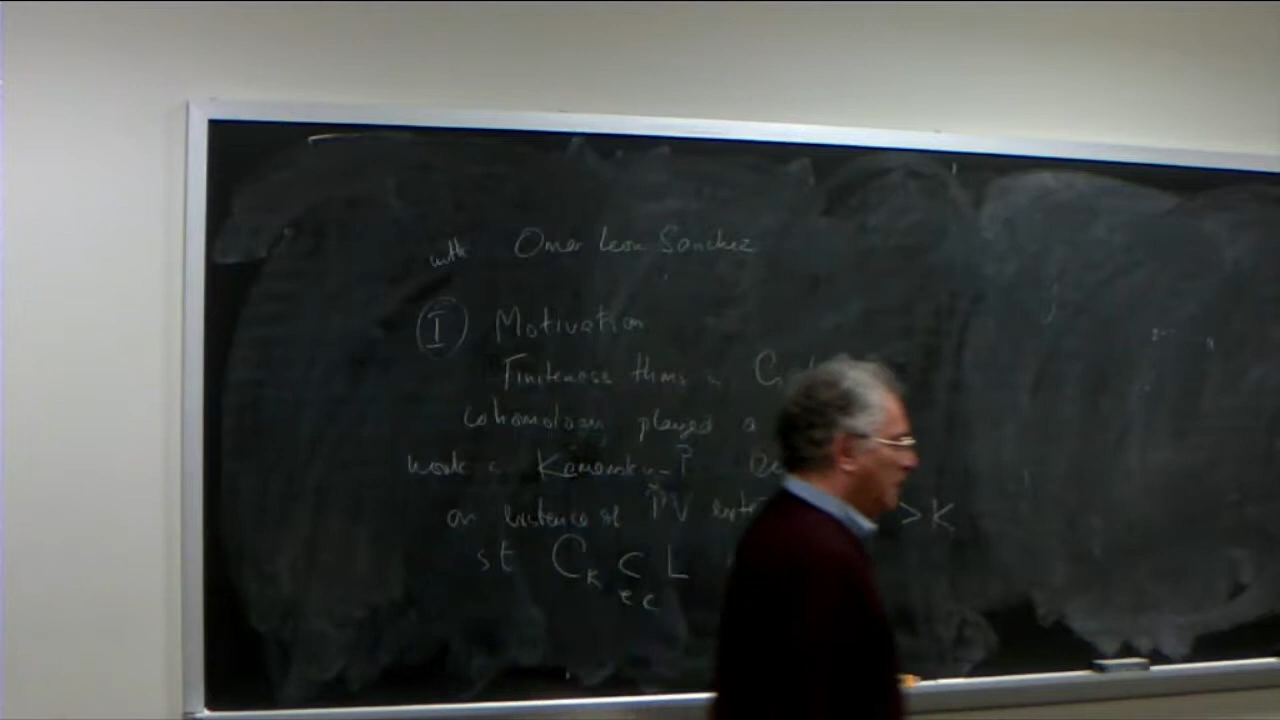 with Omar Leon Sanchez
I Motivation
Finiteness thms in G
cohomology played a
work Kamensky-P
on existence of PV ext > K
st C_K ⊂ L
e c